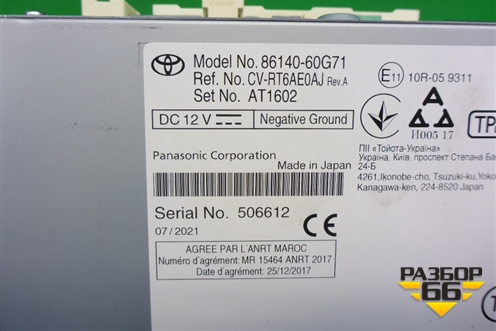 Model No. 86140-60G71
Ref. No. CV-RT6AE0AJ Rev.A
Set No. AT1602
DC 12 V
Negative Ground
E11 10R-05 9311
И005 17
TP
Panasonic Corporation
Made in Japan
ПІІ «Тойота-Україна»
Україна, Київ, проспект Степана
24-Б
4261, Ikonobe-cho, Tsuzuki-ku,
Kanagawa-ken, 224-8520 Japan
Serial No. 506612
07 / 2021
CE
AGREE PAR L'ANRT MAROC
Numéro d'agrément: MR 15464 ANRT 2017
Date d'agrément: 25/12/2017
РАЗБОР
66